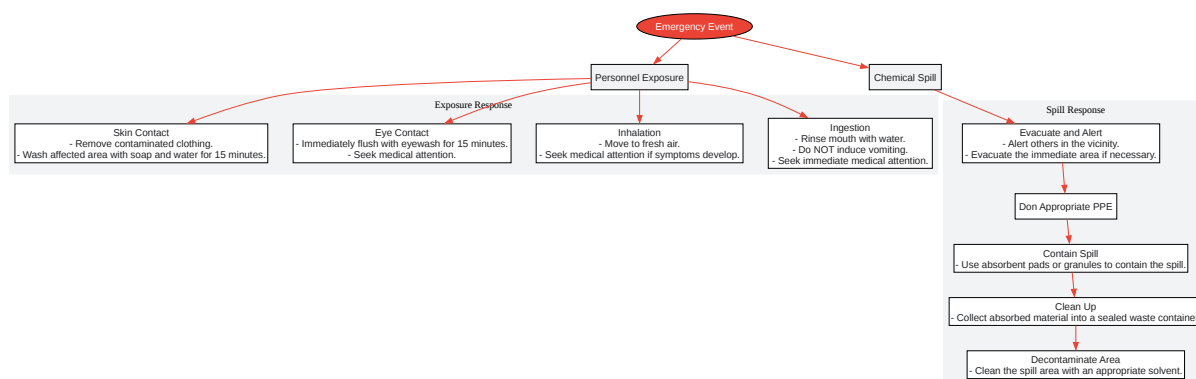 Emergency Event
Personnel Exposure
Chemical Spill
Exposure Response
Spill Response
Skin Contact
- Remove contaminated clothing.
- Wash affected area with soap and water for 15 minutes.
Eye Contact
- Immediately flush with eyewash for 15 minutes.
- Seek medical attention.
Inhalation
- Move to fresh air.
- Seek medical attention if symptoms develop.
Ingestion
- Rinse mouth with water.
- Do NOT induce vomiting.
- Seek immediate medical attention.
Evacuate and Alert
- Alert others in the vicinity.
- Evacuate the immediate area if necessary.
Don Appropriate PPE
Contain Spill
- Use absorbent pads or granules to contain the spill.
Clean Up
- Collect absorbed material into a sealed waste container
Decontaminate Area
- Clean the spill area with an appropriate solvent.